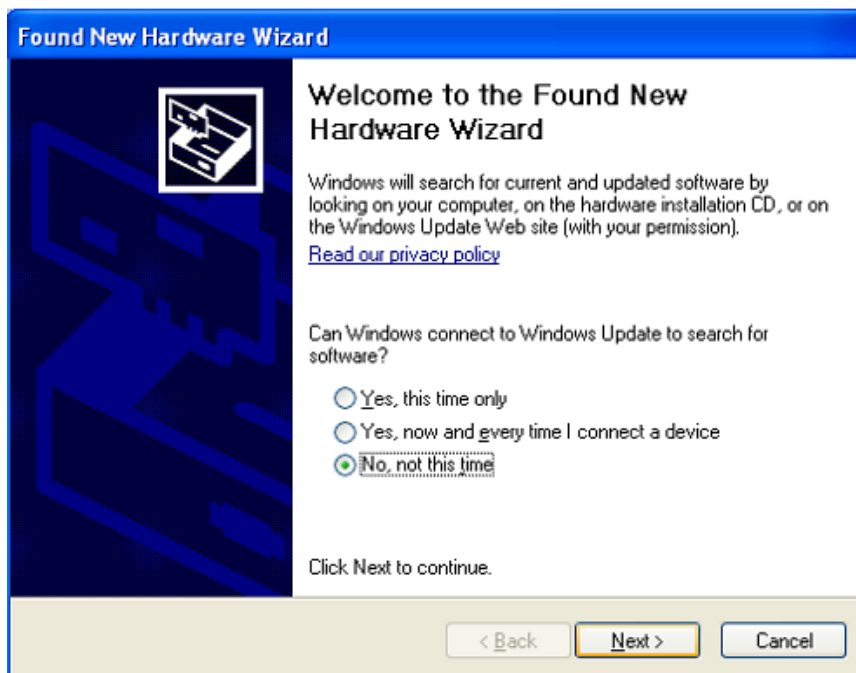 Found New Hardware Wizard
Welcome to the Found New
Hardware Wizard
Windows will search for current and updated software by
looking on your computer, on the hardware installation CD, or on
the Windows Update Web site (with your permission).
Read our privacy policy
Can Windows connect to Windows Update to search for
software?
Yes, this time only
Yes, now and every time I connect a device
No, not this time
Click Next to continue.
< Back
Next >
Cancel